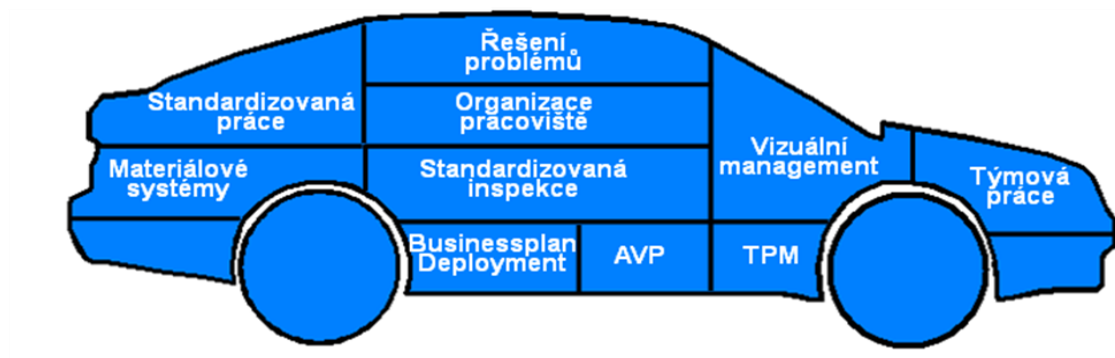 Řešení
problémů
Standardizovaná
práce
Organizace
pracoviště
Vizuální
management
Materiálové
systémy
Standardizovaná
inspekce
Týmová
práce
Businessplan
Deployment
AVP
TPM